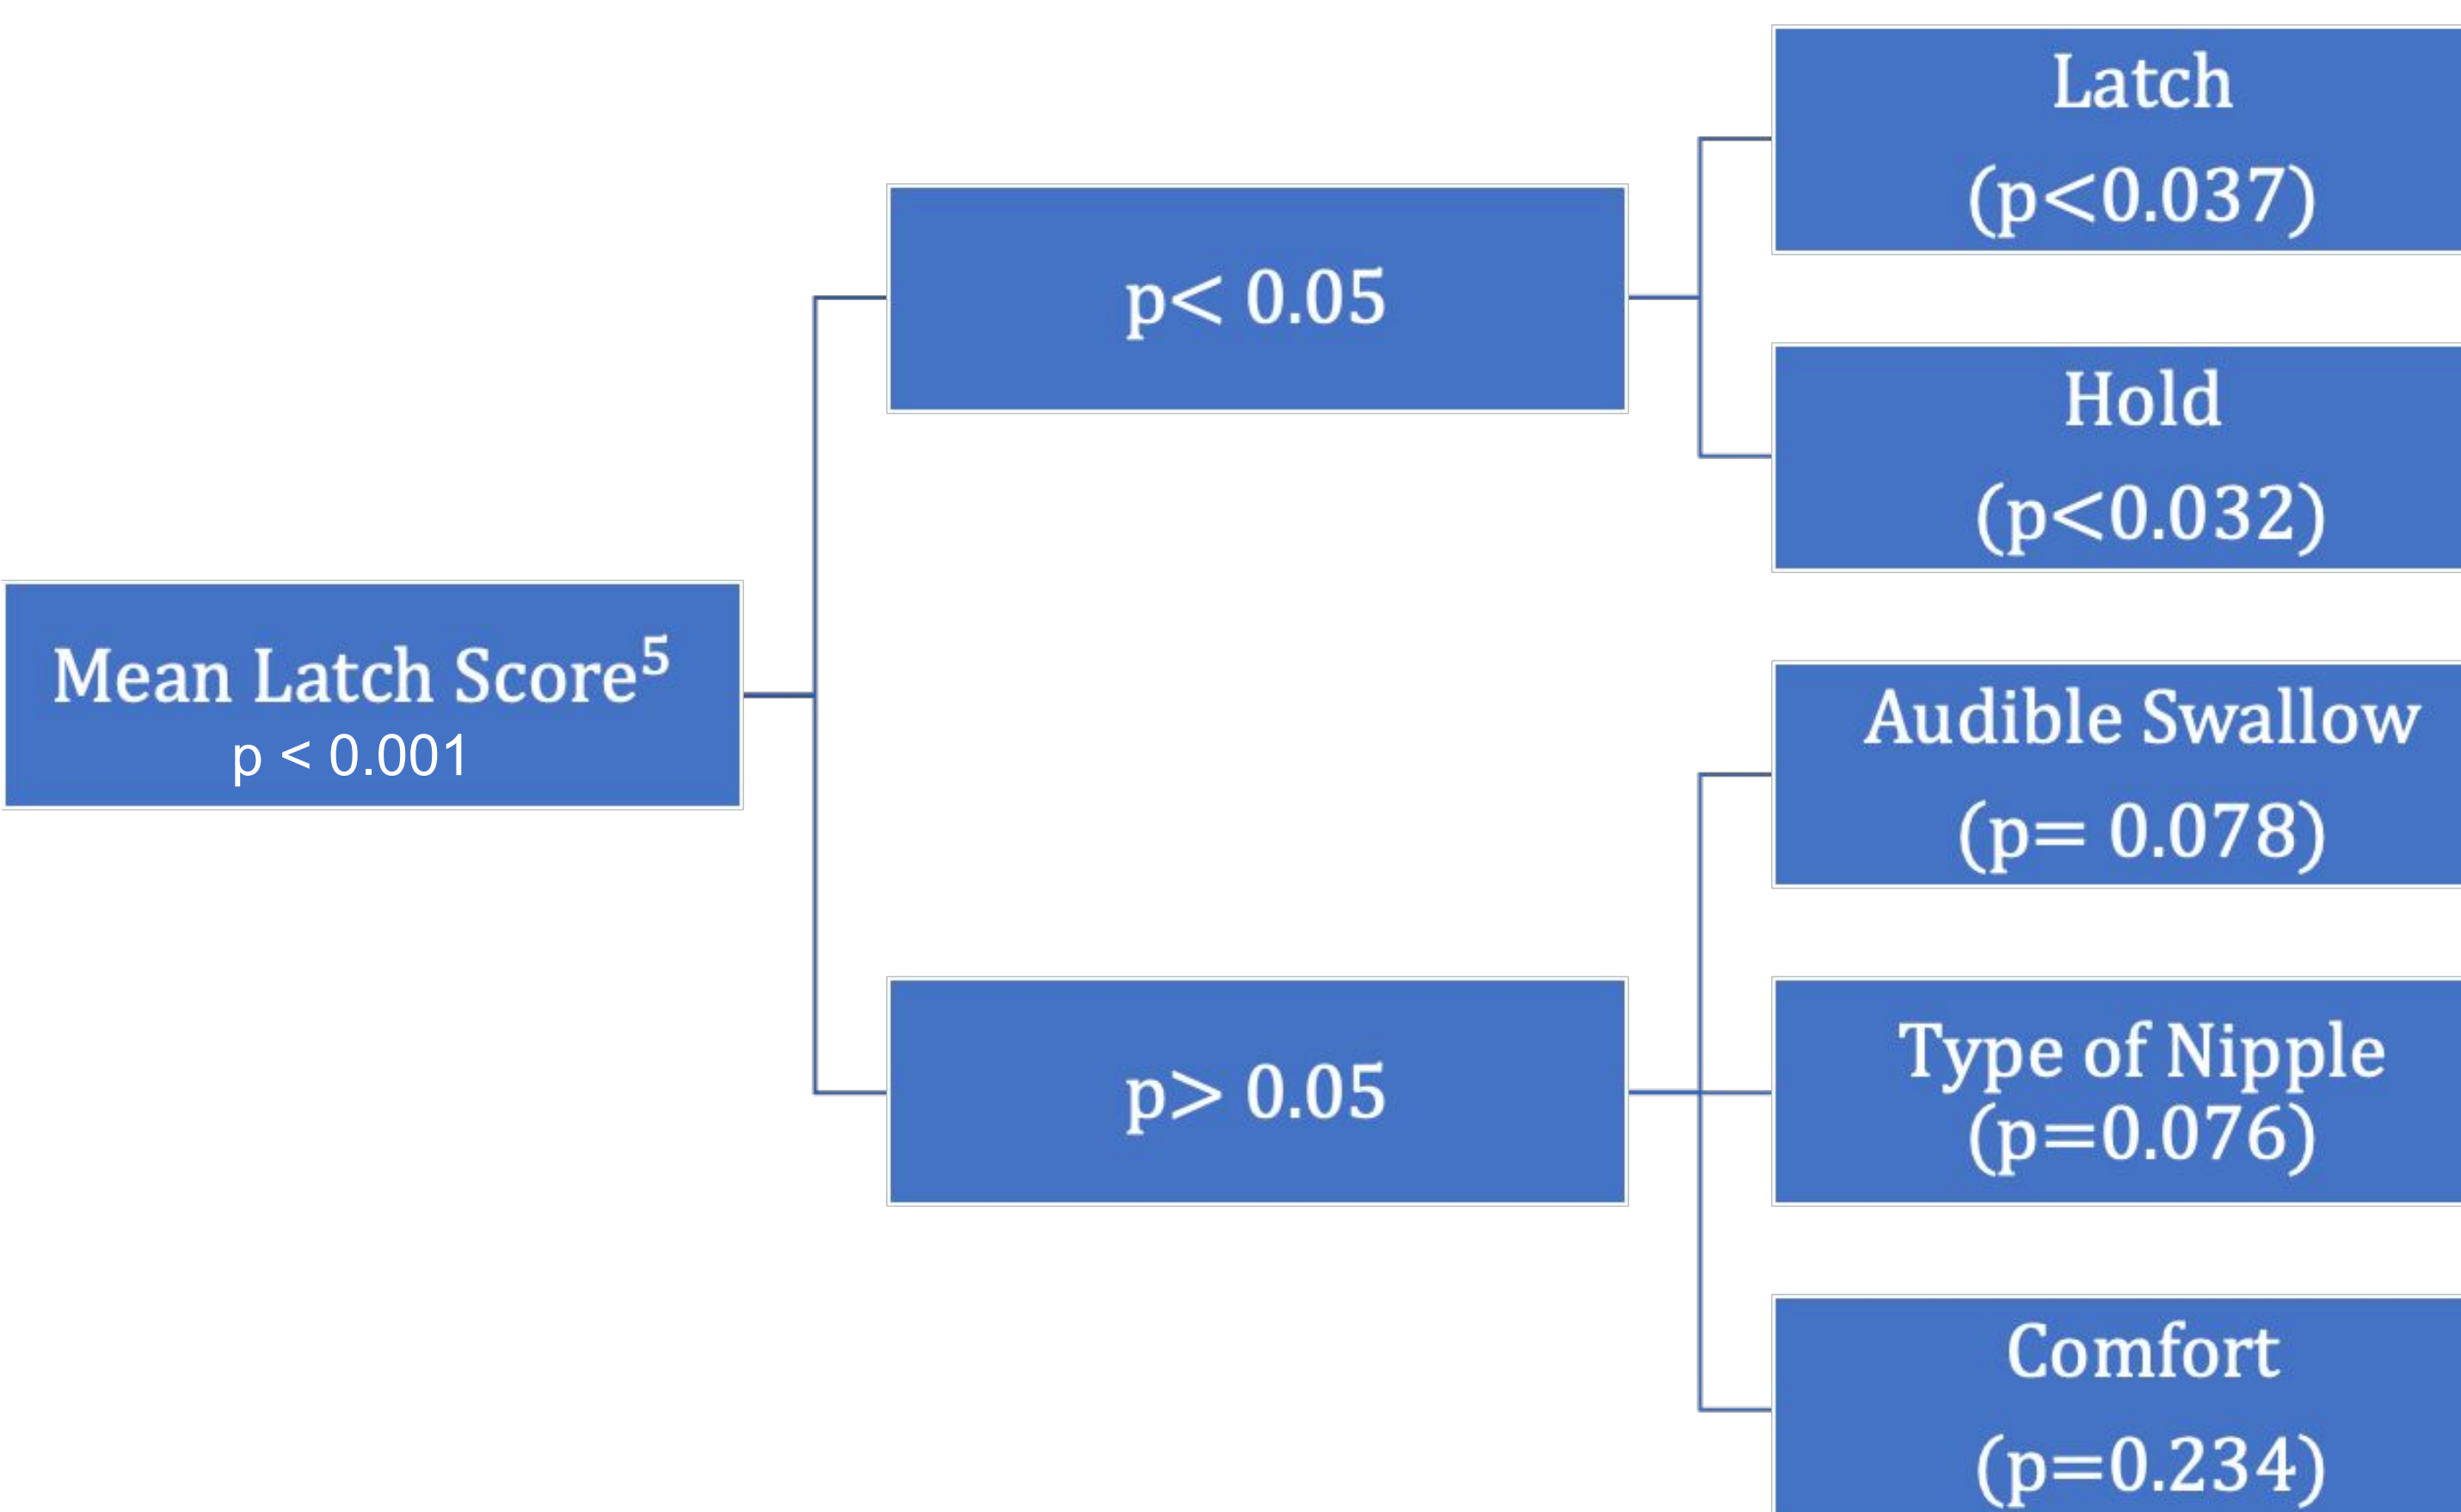 Mean Latch Score⁵
p < 0.001
p< 0.05
Latch
(p<0.037)
Hold
(p<0.032)
p> 0.05
Audible Swallow
(p= 0.078)
Type of Nipple
(p=0.076)
Comfort
(p=0.234)